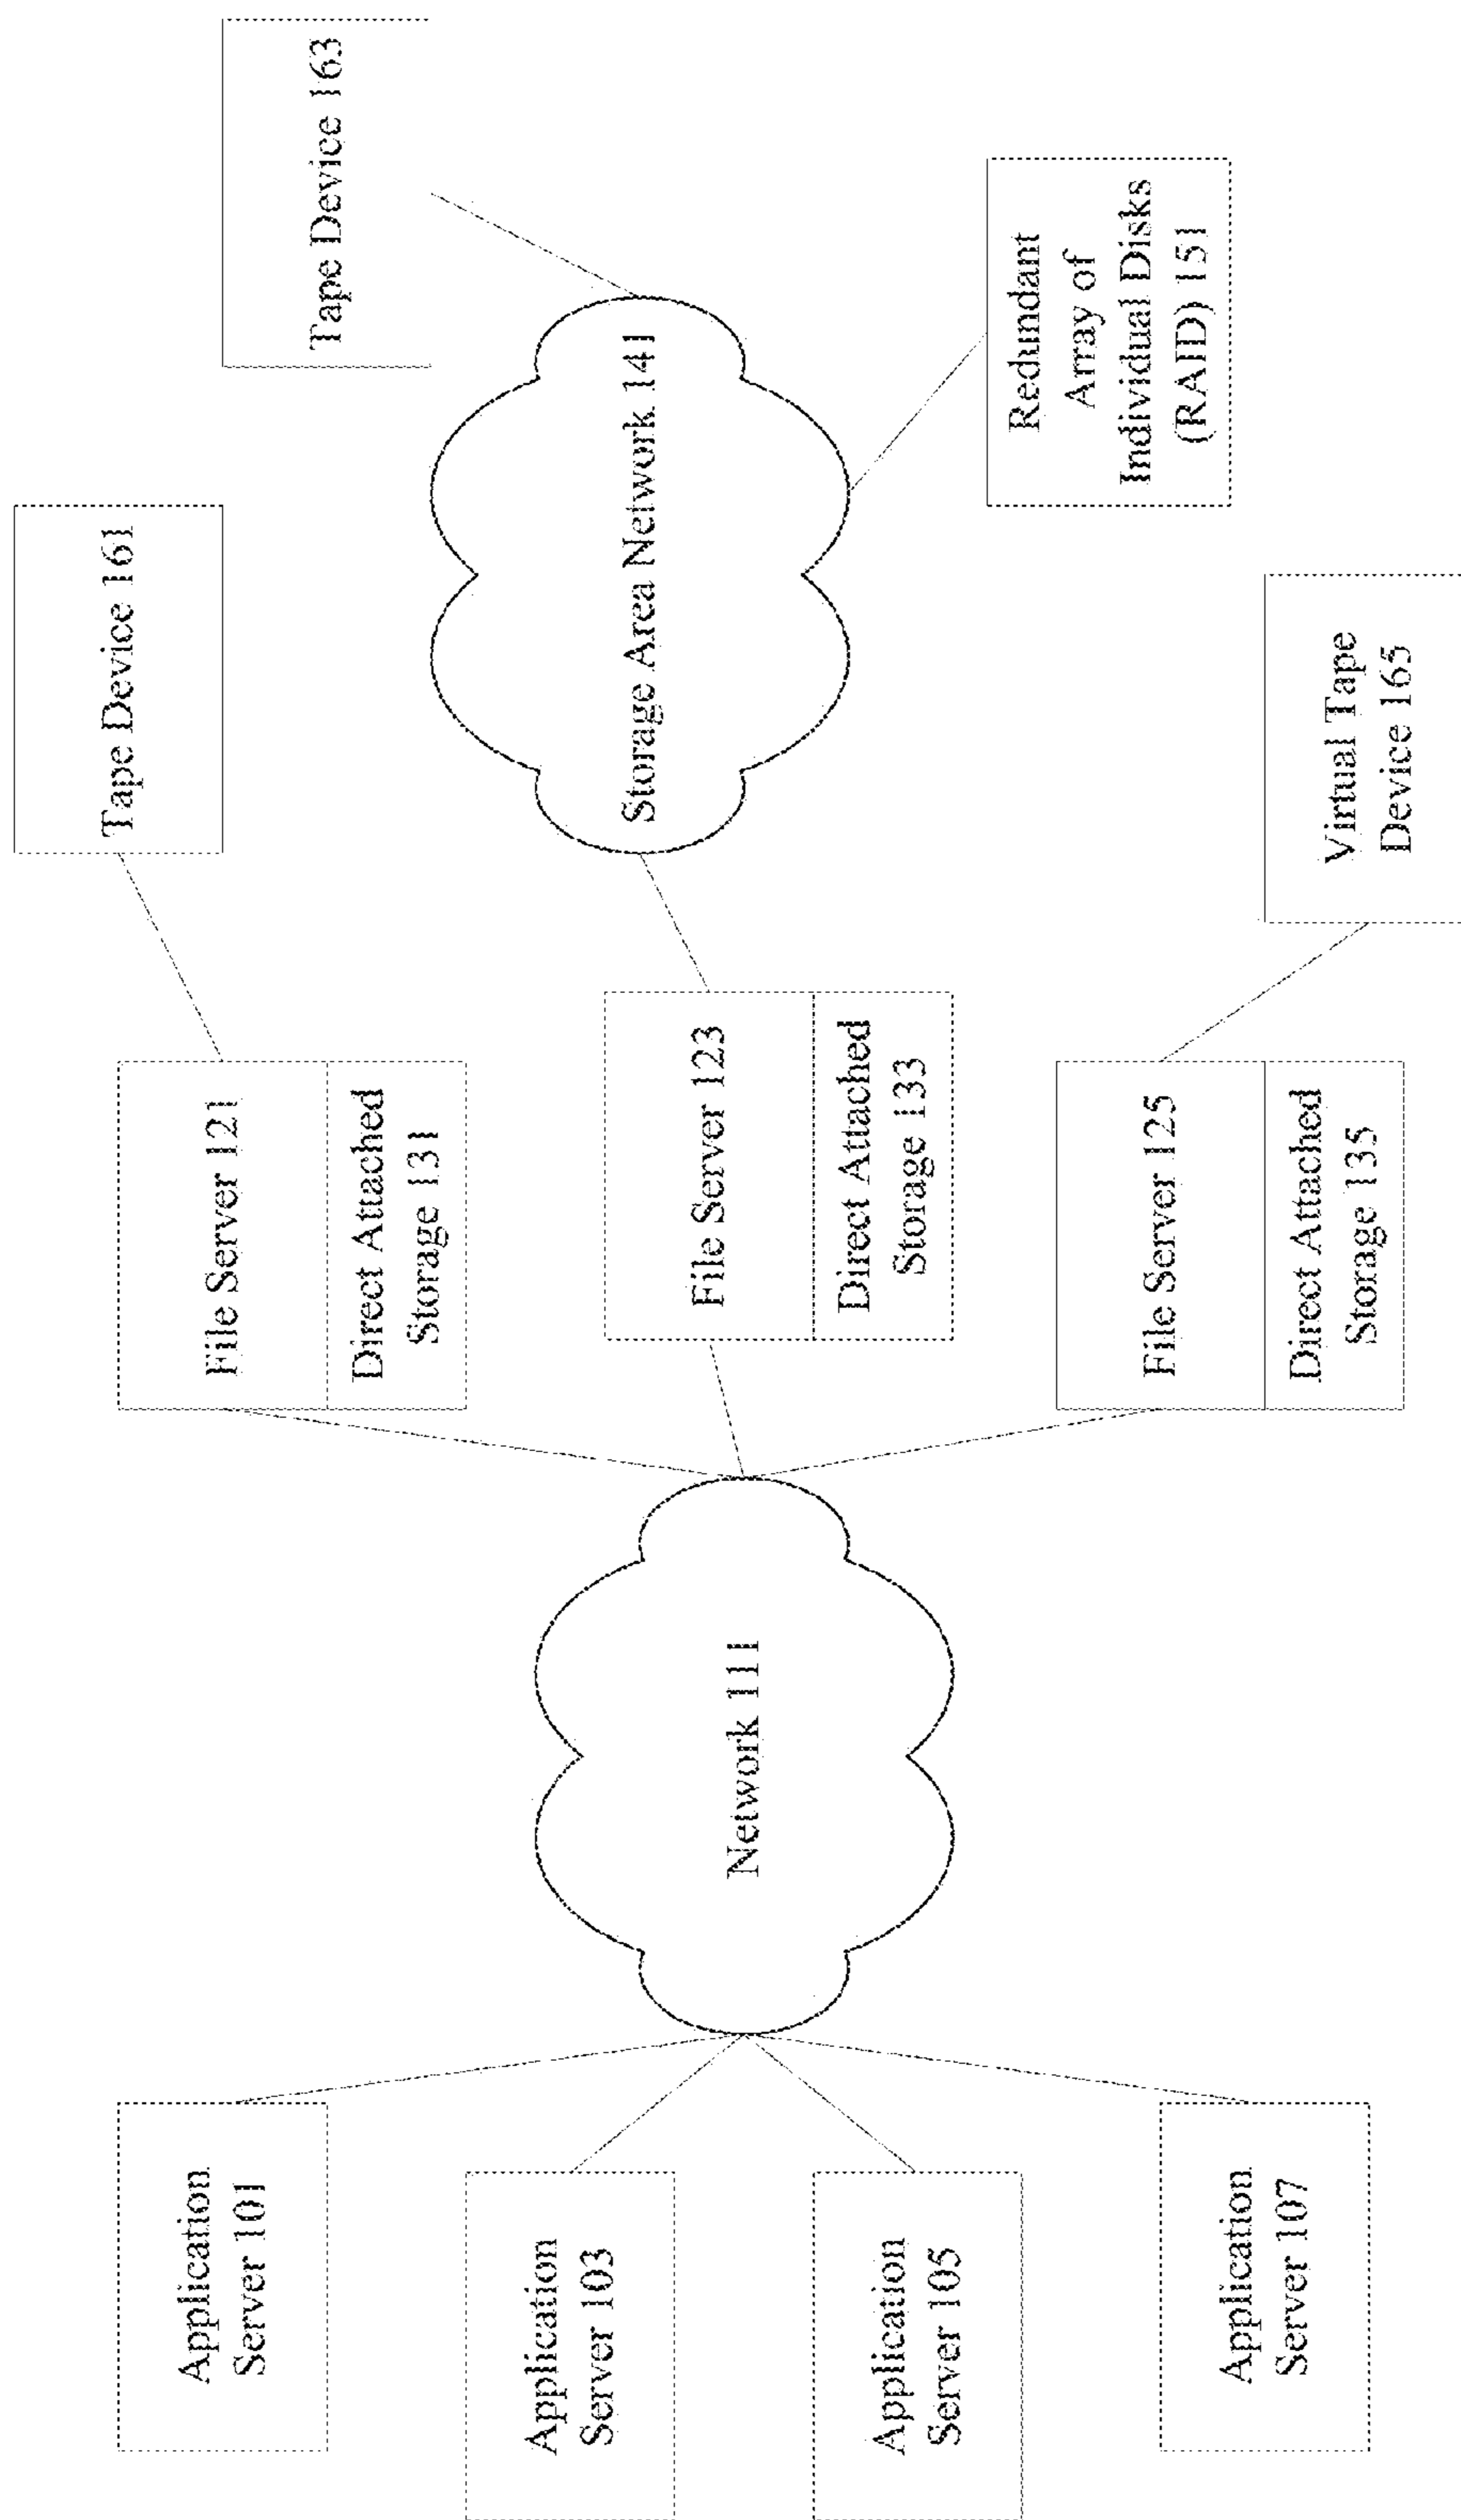 Application
Server 101
Application
Server 103
Application
Server 105
Application
Server 107
Network 111
File Server 121
Direct Attached
Storage 131
File Server 123
Direct Attached
Storage 133
File Server 125
Direct Attached
Storage 135
Tape Device 161
Storage Area Network 141
Virtual Tape
Device 165
Tape Device 163
Redundant
Array of
Individual Disks
(RAID) 151